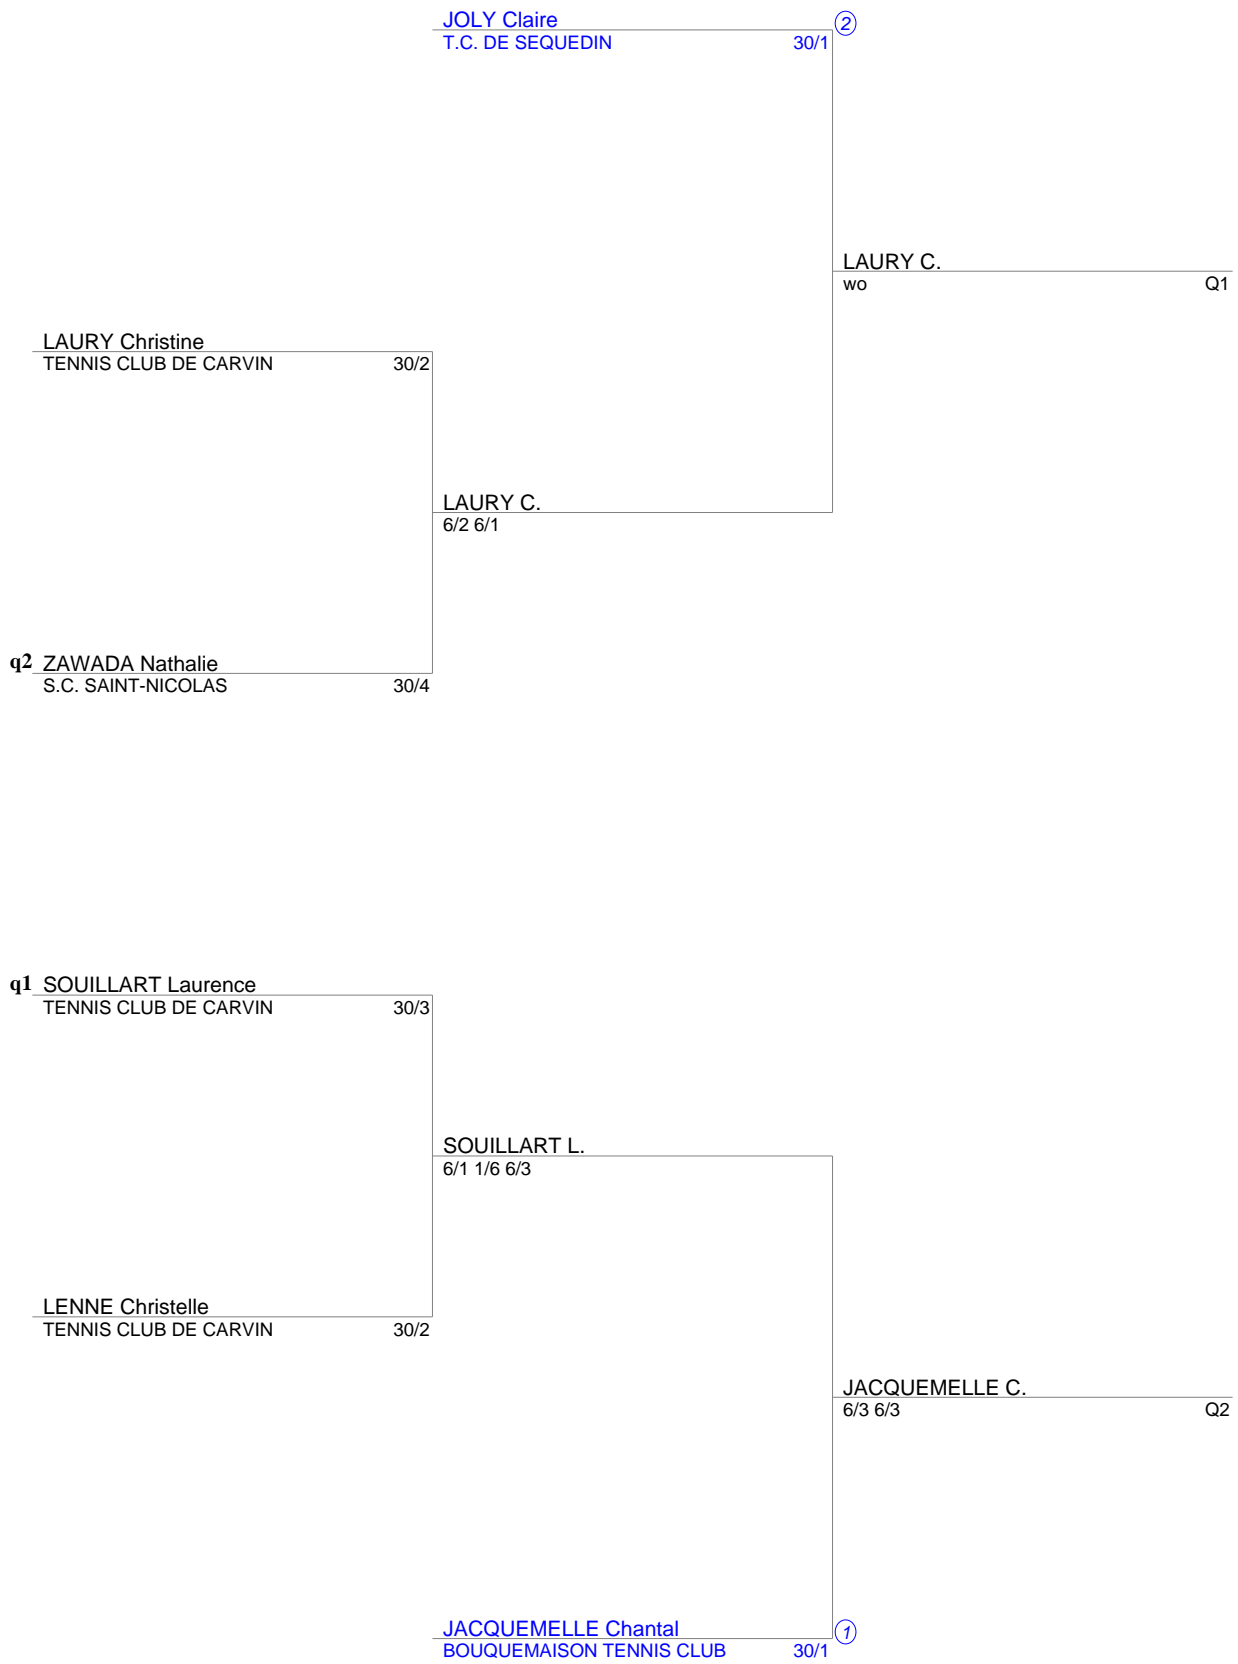 JOLY Claire 2
T.C. DE SEQUEDIN 30/1
LAURY C.
wo Q1
LAURY Christine
TENNIS CLUB DE CARVIN 30/2
LAURY C.
6/2 6/1
q2 ZAWADA Nathalie
S.C. SAINT-NICOLAS 30/4
q1 SOUILLART Laurence
TENNIS CLUB DE CARVIN 30/3
SOUILLART L.
6/1 1/6 6/3
LENNE Christelle
TENNIS CLUB DE CARVIN 30/2
JACQUEMELLE C.
6/3 6/3 Q2
JACQUEMELLE Chantal 1
BOUQUEMAISON TENNIS CLUB 30/1